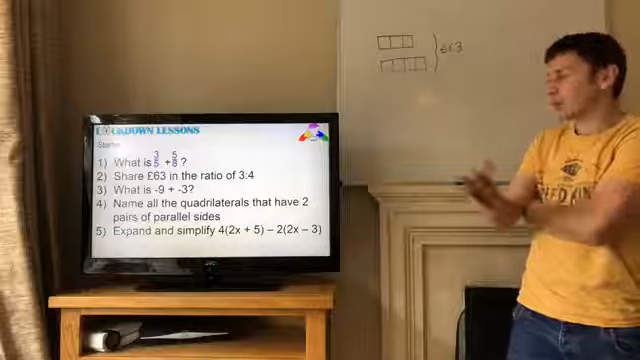 LOCKDOWN LESSONS
Starter
1) What is 3/5 + 5/8 ?
2) Share £63 in the ratio of 3:4
3) What is -9 + -3?
4) Name all the quadrilaterals that have 2
pairs of parallel sides
5) Expand and simplify 4(2x + 5) – 2(2x – 3)
£63